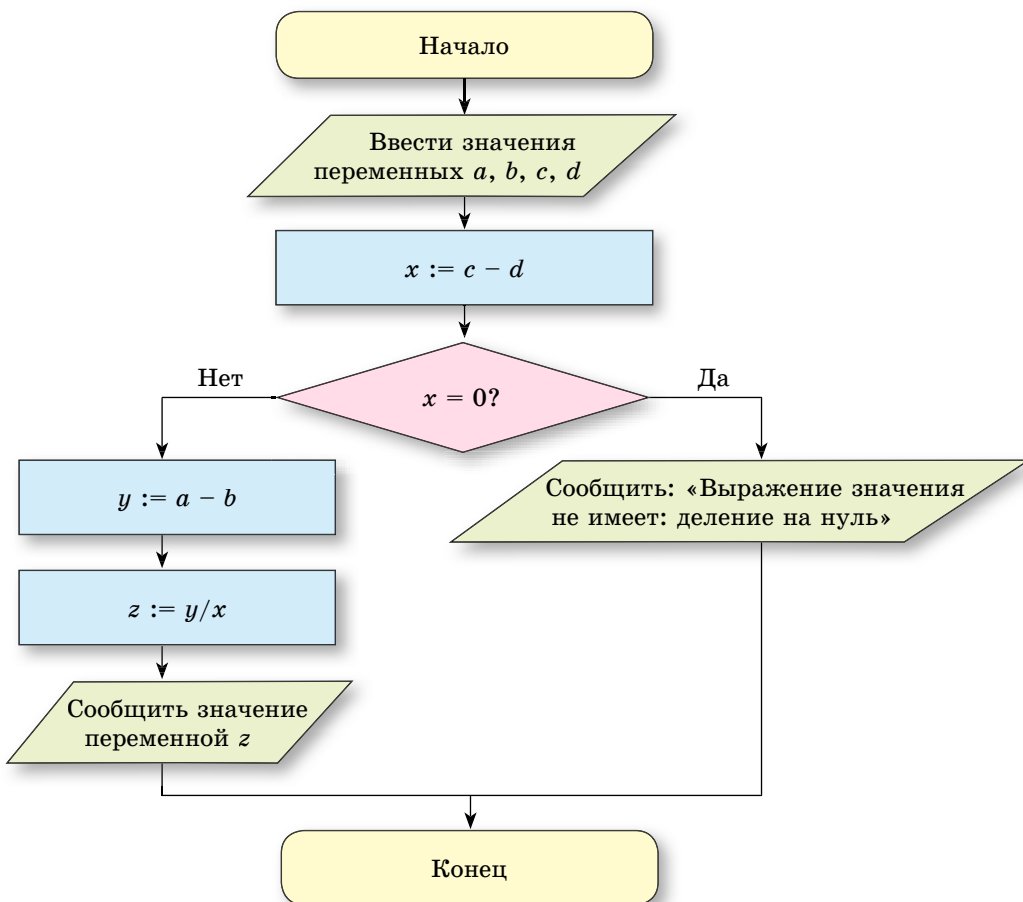 Начало
Ввести значения
переменных a, b, c, d
x := c − d
x = 0?
Нет
Да
y := a − b
z := y/x
Сообщить значение
переменной z
Сообщить: «Выражение значения
не имеет: деление на нуль»
Конец